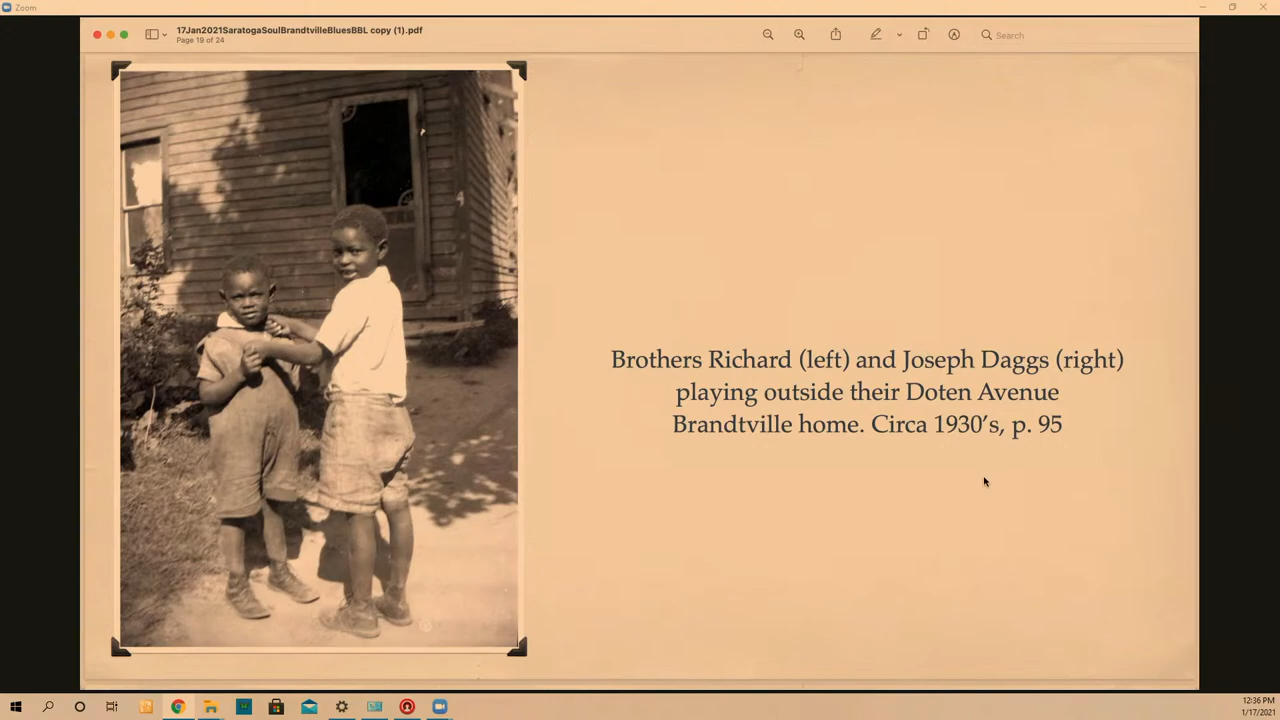 Zoom
17Jan2021SaratogaSoulBrandtvilleBluesBBL copy (1).pdf
Page 19 of 24
Search
4
Brothers Richard (left) and Joseph Daggs (right)
playing outside their Doten Avenue
Brandtville home. Circa 1930’s, p. 95
12:36 PM
1/17/2021